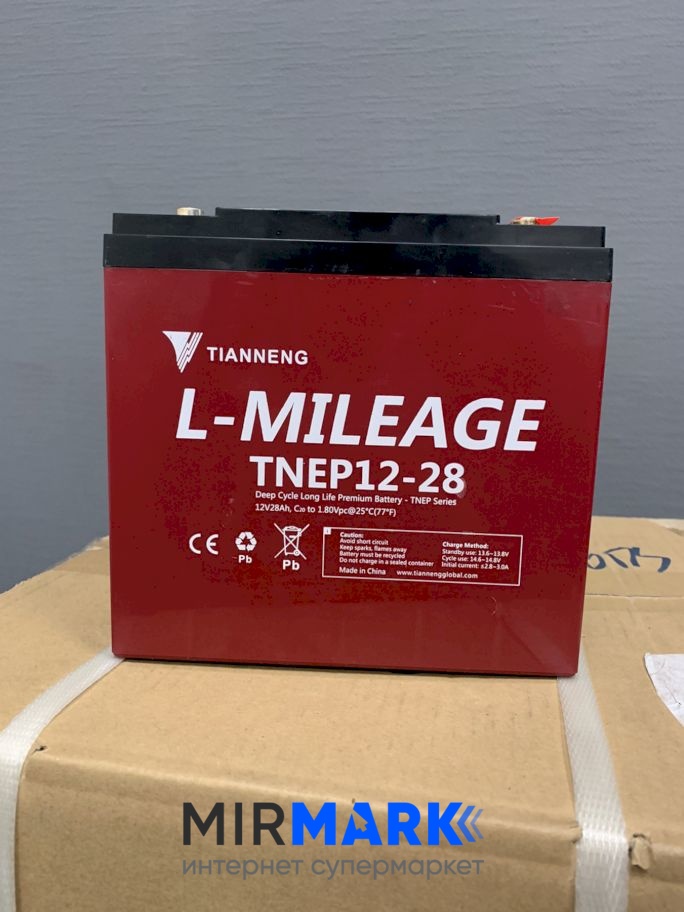 TIANNENG
L-MILEAGE
TNEP12-28
Deep Cycle Long Life Premium Battery - TNEP Series
12V28Ah, C20 to 1.80Vpc@25°C(77°F)
CE
Pb
Pb
Caution:
Avoid short circuit
Keep sparks, flames away
Battery must be recycled
Do not charge in a sealed container
Charge Method:
Standby use: 13.6~13.8V
Cycle use: 14.6~14.8V
Initial current: ≤2.8~3.0A
Made in China www.tiannengglobal.com
MIRMARK
интернет супермаркет